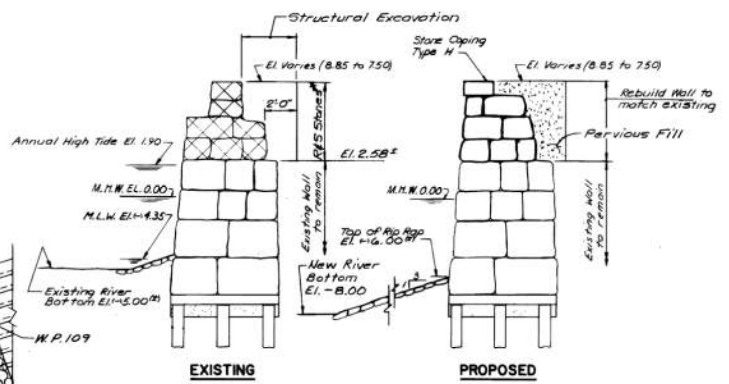 Structural Excavation
El. Varies (8.85 to 7.50)
2'-0"
R&S Stones*
Annual High Tide El. 1.90
El. 2.58±
M.H.W. EL. 0.00
M.L.W. El.-4.35
Existing Wall
to remain
Existing River
Bottom El.-5.00(±)
W.P. 109
EXISTING
Stone Coping
Type H
El. Varies (8.85 to 7.50)
Rebuild Wall to
match existing
Pervious Fill
M.H.W. 0.00
Top of Rip Rap
El. -6.00(±)
Existing Wall
to remain
New River
Bottom
El. -8.00
1
3
PROPOSED